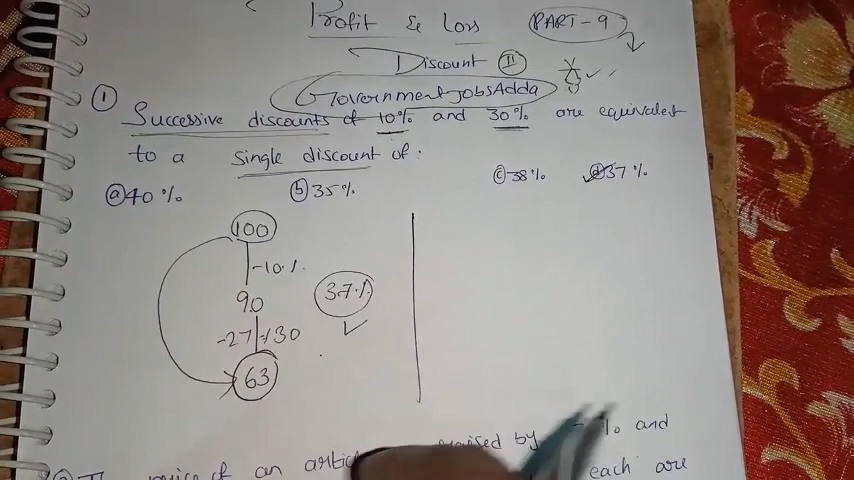 Profit & Loss PART-9
Discount II
GovernmentJobsAdda
① Successive discounts of 10% and 30% are equivalent
to a single discount of:
ⓐ 40% ⓑ 35% ⓒ 38% ⓓ 37%
100
-10%
90
37%
-27 -30
63
raised by % and
price of an each are